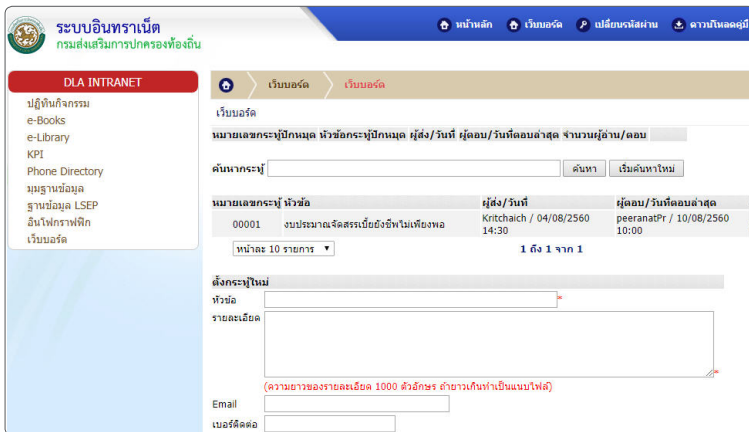 ระบบอินทราเน็ต
กรมส่งเสริมการปกครองท้องถิ่น
หน้าหลัก เว็บบอร์ด เปลี่ยนรหัสผ่าน ดาวน์โหลดคู่มื
DLA INTRANET
ปฏิทินกิจกรรม
e-Books
e-Library
KPI
Phone Directory
มุมฐานข้อมูล
ฐานข้อมูล LSEP
อินโฟกราฟฟิก
เว็บบอร์ด
เว็บบอร์ด เว็บบอร์ด
เว็บบอร์ด
หมายเลขกระทู้ปักหมุด หัวข้อกระทู้ปักหมุด ผู้ส่ง/วันที่ ผู้ตอบ/วันที่ตอบล่าสุด จำนวนผู้อ่าน/ตอบ
ค้นหากระทู้ ค้นหา เริ่มค้นหาใหม่
หมายเลขกระทู้ หัวข้อ ผู้ส่ง/วันที่ ผู้ตอบ/วันที่ตอบล่าสุด
00001 งบประมาณจัดสรรเบี้ยยังชีพไม่เพียงพอ Kritchaich / 04/08/2560 14:30 peeranatPr / 10/08/2560 10:00
หน้าละ 10 รายการ 1 ถึง 1 จาก 1
ตั้งกระทู้ใหม่
หัวข้อ *
รายละเอียด *
(ความยาวของรายละเอียด 1000 ตัวอักษร ถ้ายาวเกินทำเป็นแนบไฟล์)
Email
เบอร์ติดต่อ